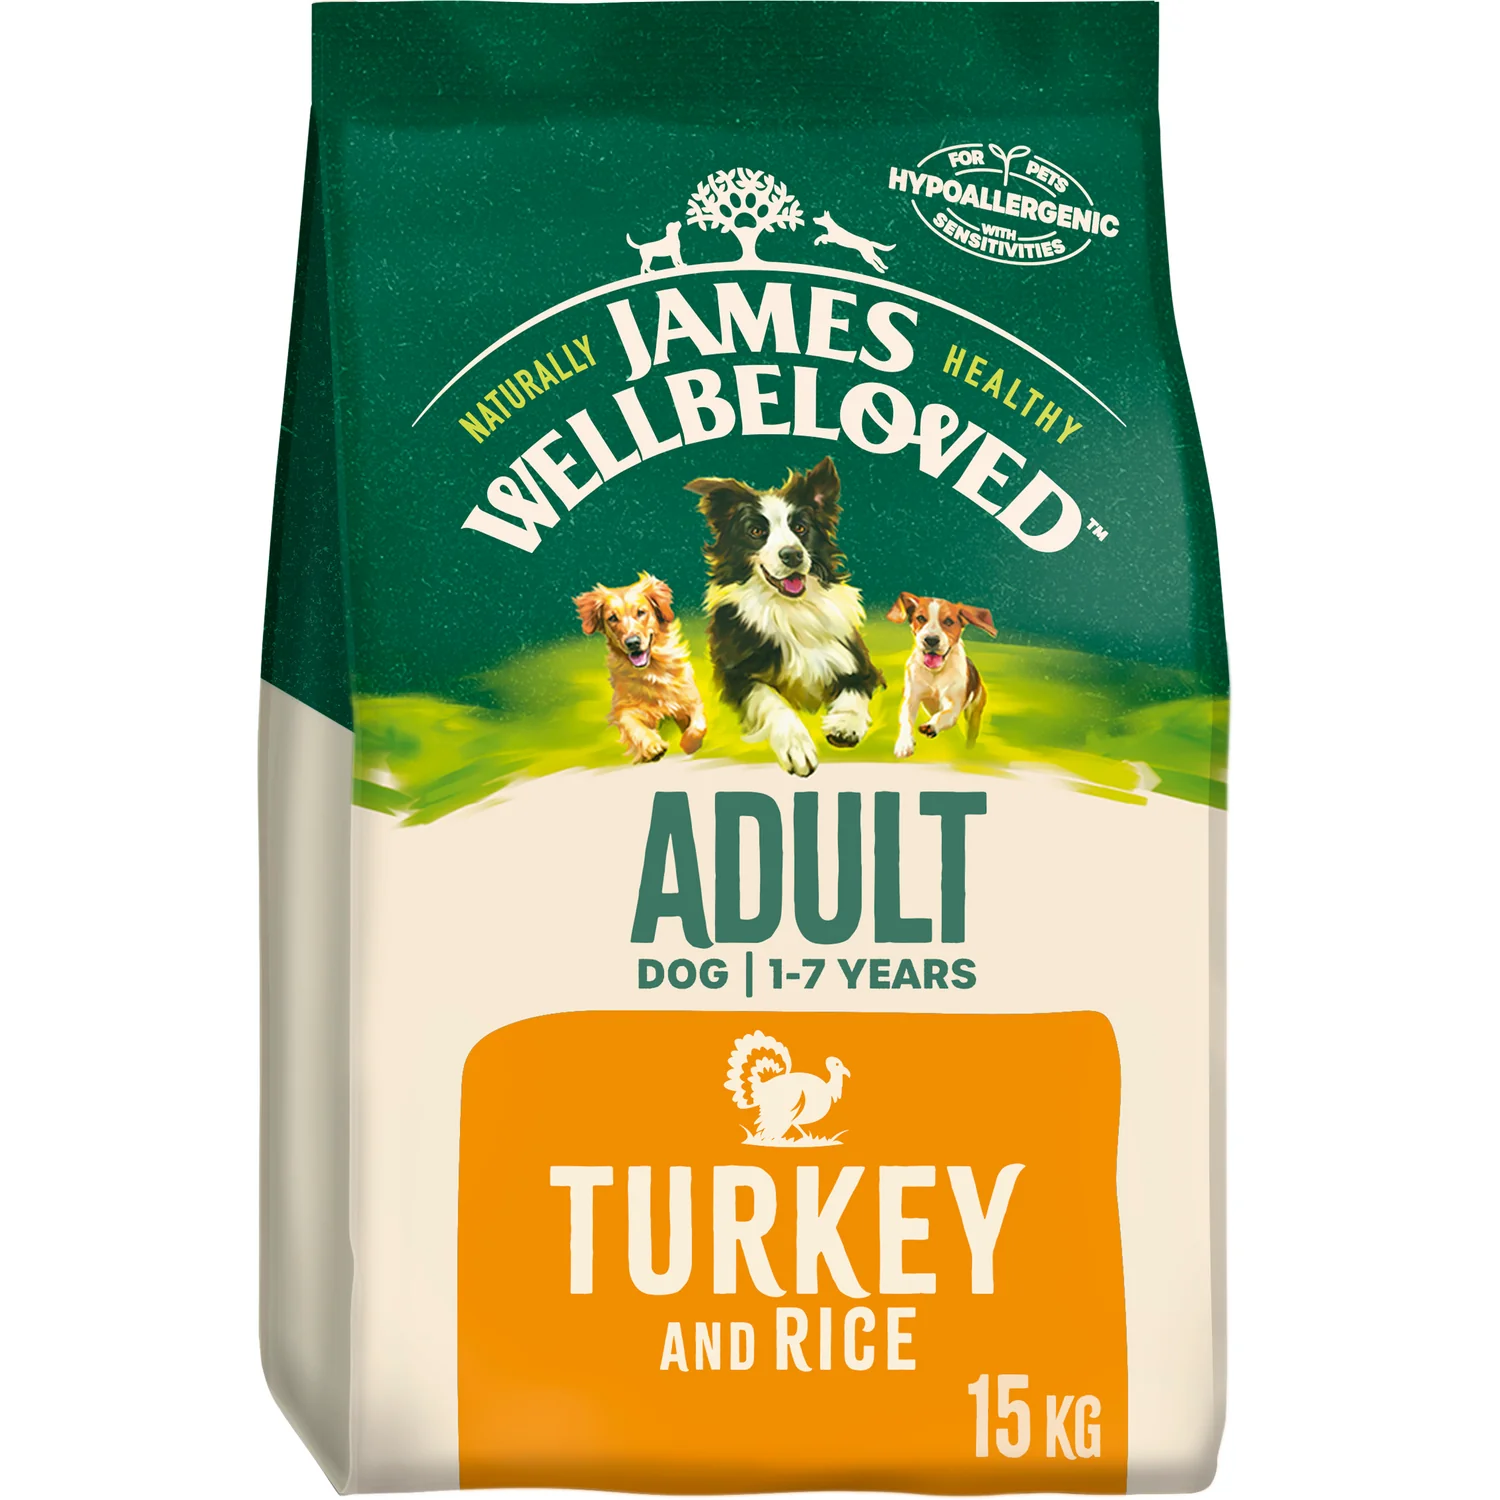 FOR PETS
HYPOALLERGENIC
WITH
SENSITIVITIES
NATURALLY
JAMES
HEALTHY
WELLBELOVED™
ADULT
DOG | 1-7 YEARS
TURKEY
AND RICE
15 KG